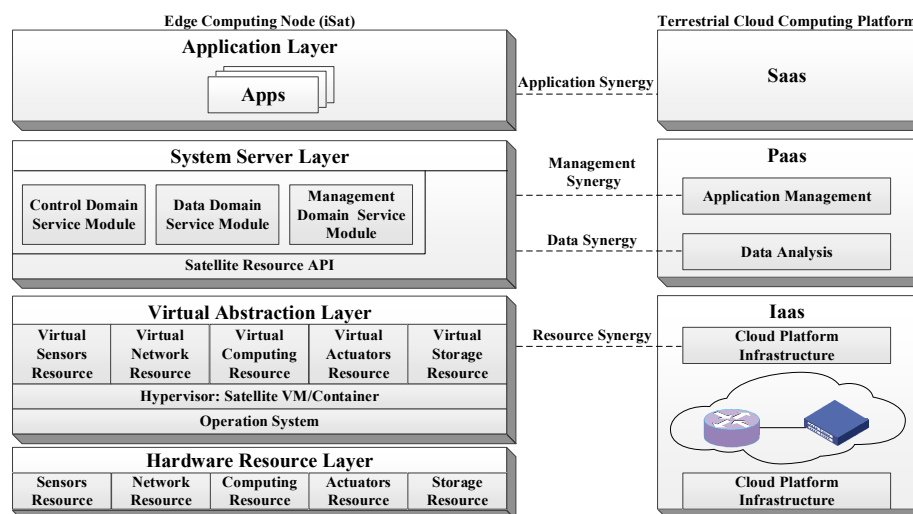 Edge Computing Node (iSat)
Application Layer
Apps
System Server Layer
Control Domain
Service Module
Data Domain
Service Module
Management
Domain Service
Module
Satellite Resource API
Virtual Abstraction Layer
Virtual
Sensors
Resource
Virtual
Network
Resource
Virtual
Computing
Resource
Virtual
Actuators
Resource
Virtual
Storage
Resource
Hypervisor: Satellite VM/Container
Operation System
Hardware Resource Layer
Sensors
Resource
Network
Resource
Computing
Resource
Actuators
Resource
Storage
Resource
Application Synergy
Management
Synergy
Data Synergy
Resource Synergy
Terrestrial Cloud Computing Platform
Saas
Paas
Application Management
Data Analysis
Iaas
Cloud Platform
Infrastructure
Cloud Platform
Infrastructure